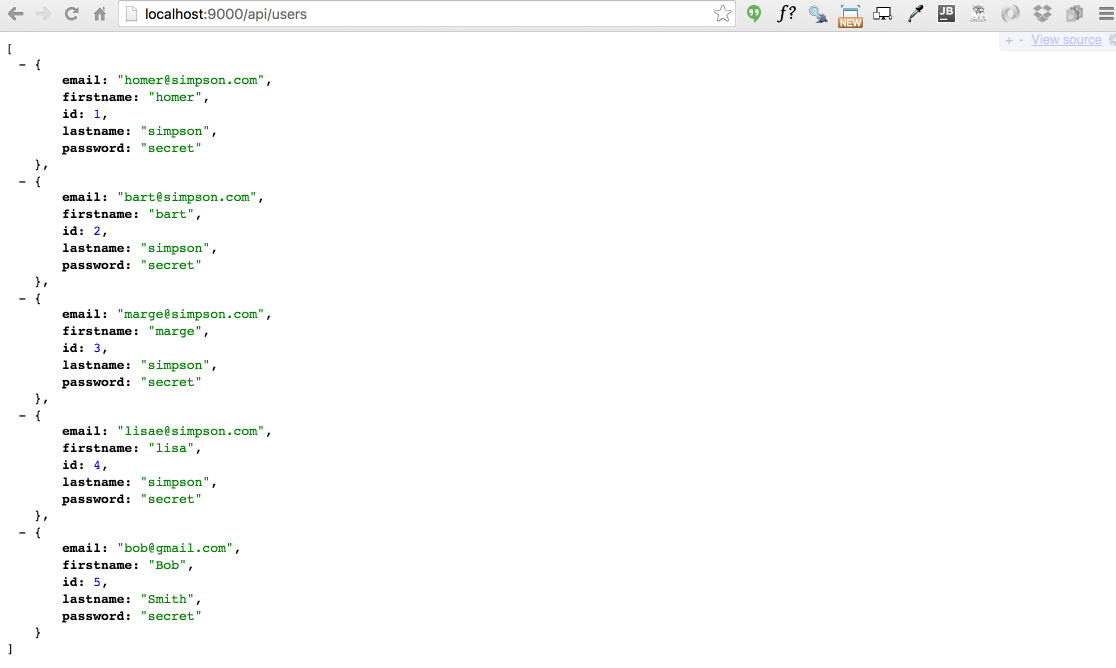 localhost:9000/api/users
f?
NEW
JB
+ - View source
[
- {
email: "homer@simpson.com",
firstname: "homer",
id: 1,
lastname: "simpson",
password: "secret"
},
- {
email: "bart@simpson.com",
firstname: "bart",
id: 2,
lastname: "simpson",
password: "secret"
},
- {
email: "marge@simpson.com",
firstname: "marge",
id: 3,
lastname: "simpson",
password: "secret"
},
- {
email: "lisae@simpson.com",
firstname: "lisa",
id: 4,
lastname: "simpson",
password: "secret"
},
- {
email: "bob@gmail.com",
firstname: "Bob",
id: 5,
lastname: "Smith",
password: "secret"
}
]